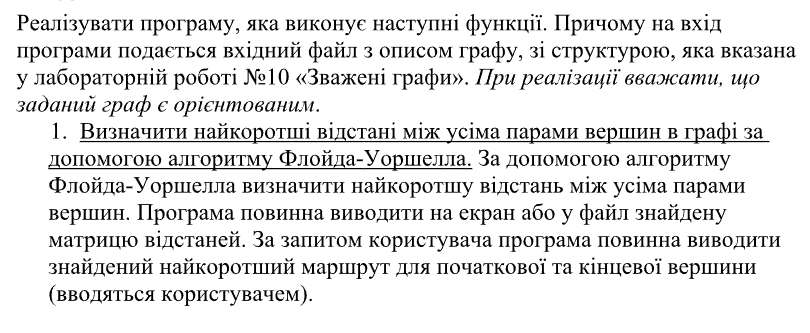 Реалізувати програму, яка виконує наступні функції. Причому на вхід
програми подається вхідний файл з описом графу, зі структурою, яка вказана
у лабораторній роботі №10 «Зважені графи». При реалізації вважати, що
заданий граф є орієнтованим.
1. Визначити найкоротші відстані між усіма парами вершин в графі за
допомогою алгоритму Флойда-Уоршелла. За допомогою алгоритму
Флойда-Уоршелла визначити найкоротшу відстань між усіма парами
вершин. Програма повинна виводити на екран або у файл знайдену
матрицю відстаней. За запитом користувача програма повинна виводити
знайдений найкоротший маршрут для початкової та кінцевої вершини
(вводяться користувачем).